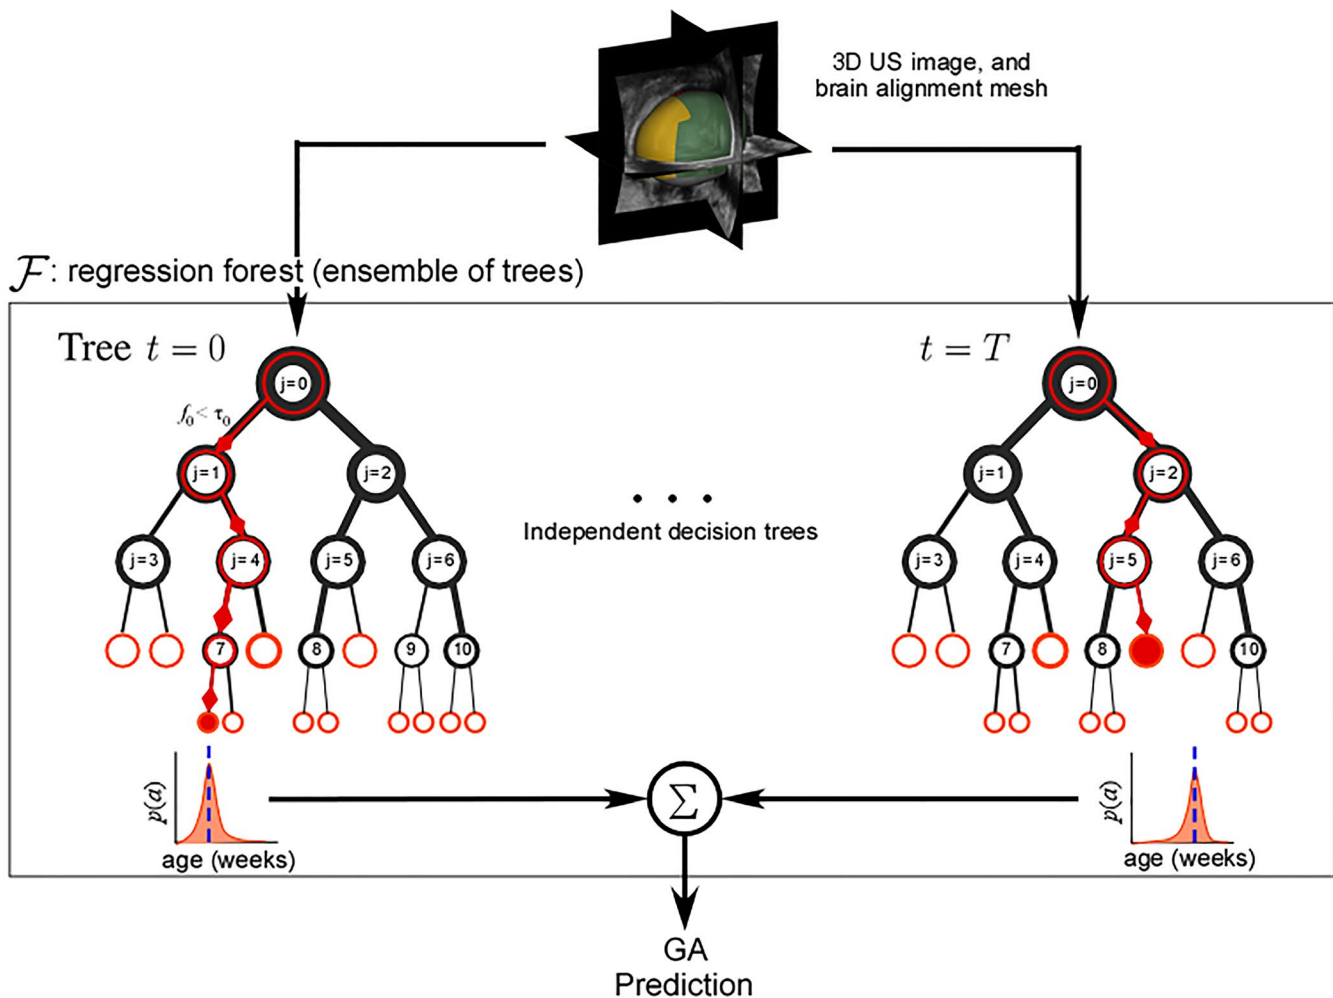 3D US image, and
brain alignment mesh
ℱ: regression forest (ensemble of trees)
Tree t = 0
t = T
j=0
j=0
f₀< τ₀
j=1
j=2
j=1
j=2
Independent decision trees
j=3
j=4
j=5
j=6
j=3
j=4
j=5
j=6
7
8
9
10
7
8
10
p(a)
age (weeks)
Σ
p(a)
age (weeks)
GA
Prediction